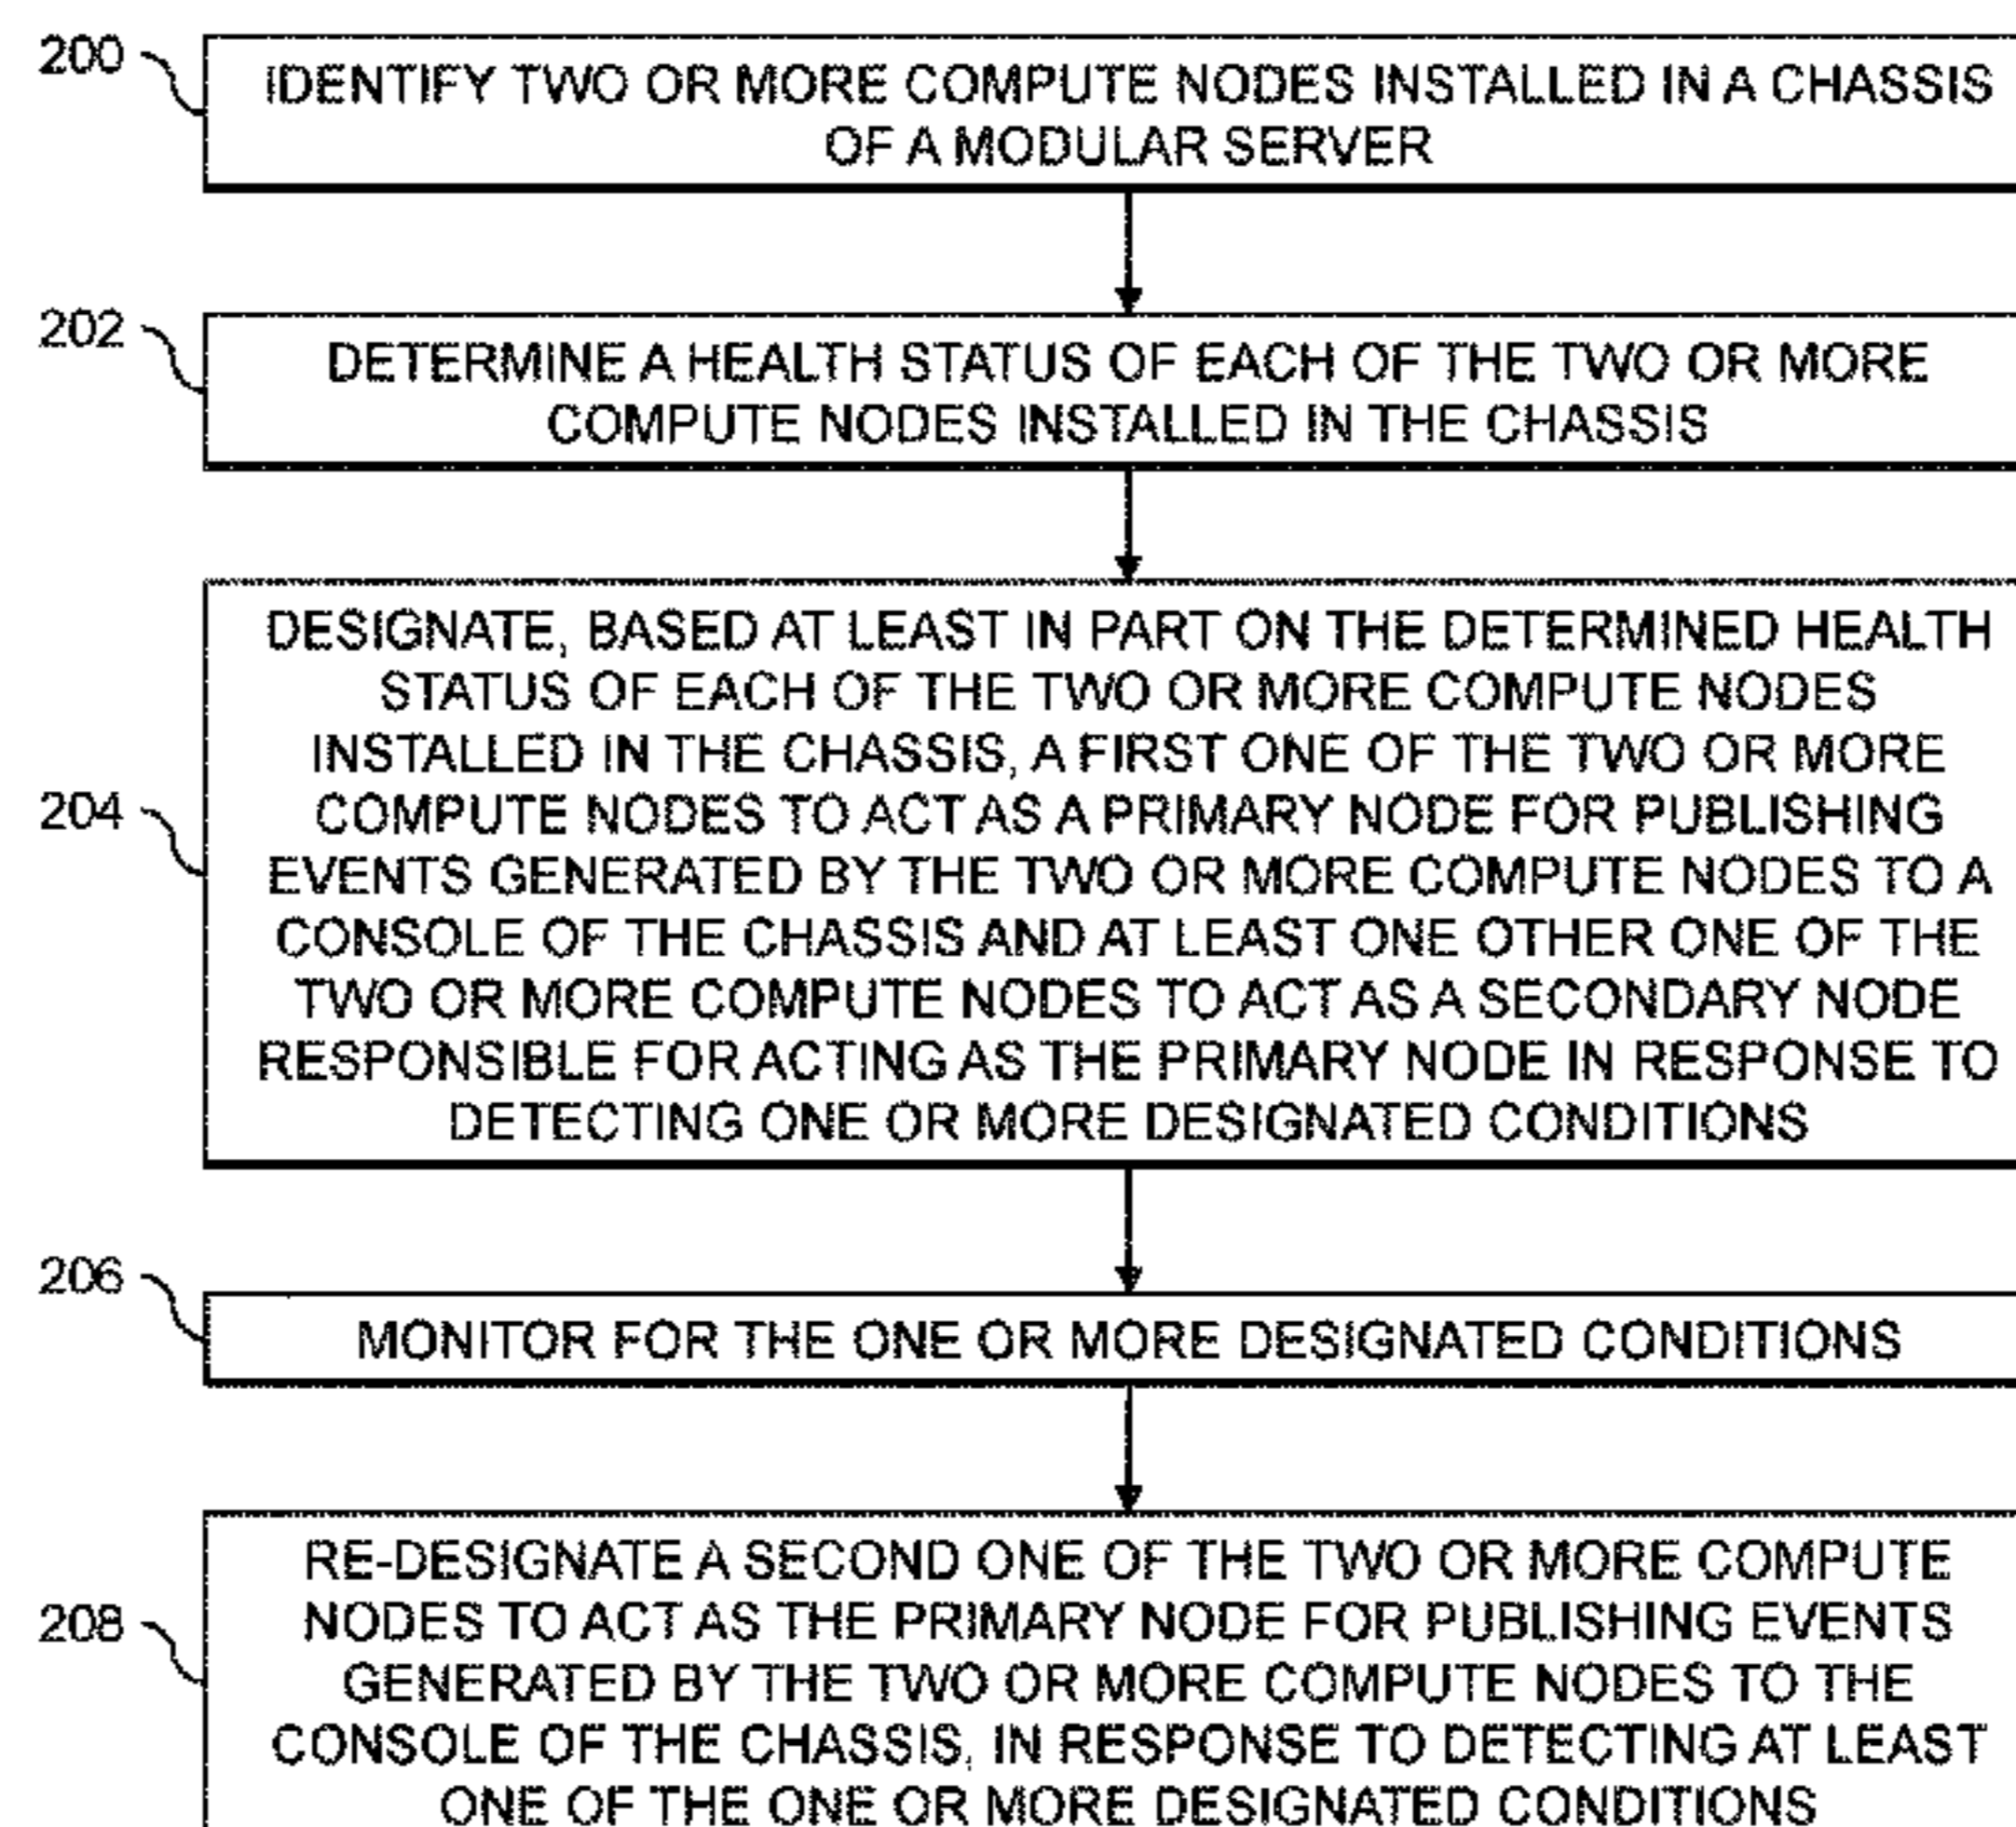 200
IDENTIFY TWO OR MORE COMPUTE NODES INSTALLED IN A CHASSIS
OF A MODULAR SERVER
202
DETERMINE A HEALTH STATUS OF EACH OF THE TWO OR MORE
COMPUTE NODES INSTALLED IN THE CHASSIS
204
DESIGNATE, BASED AT LEAST IN PART ON THE DETERMINED HEALTH
STATUS OF EACH OF THE TWO OR MORE COMPUTE NODES
INSTALLED IN THE CHASSIS, A FIRST ONE OF THE TWO OR MORE
COMPUTE NODES TO ACT AS A PRIMARY NODE FOR PUBLISHING
EVENTS GENERATED BY THE TWO OR MORE COMPUTE NODES TO A
CONSOLE OF THE CHASSIS AND AT LEAST ONE OTHER ONE OF THE
TWO OR MORE COMPUTE NODES TO ACT AS A SECONDARY NODE
RESPONSIBLE FOR ACTING AS THE PRIMARY NODE IN RESPONSE TO
DETECTING ONE OR MORE DESIGNATED CONDITIONS
206
MONITOR FOR THE ONE OR MORE DESIGNATED CONDITIONS
208
RE-DESIGNATE A SECOND ONE OF THE TWO OR MORE COMPUTE
NODES TO ACT AS THE PRIMARY NODE FOR PUBLISHING EVENTS
GENERATED BY THE TWO OR MORE COMPUTE NODES TO THE
CONSOLE OF THE CHASSIS, IN RESPONSE TO DETECTING AT LEAST
ONE OF THE ONE OR MORE DESIGNATED CONDITIONS